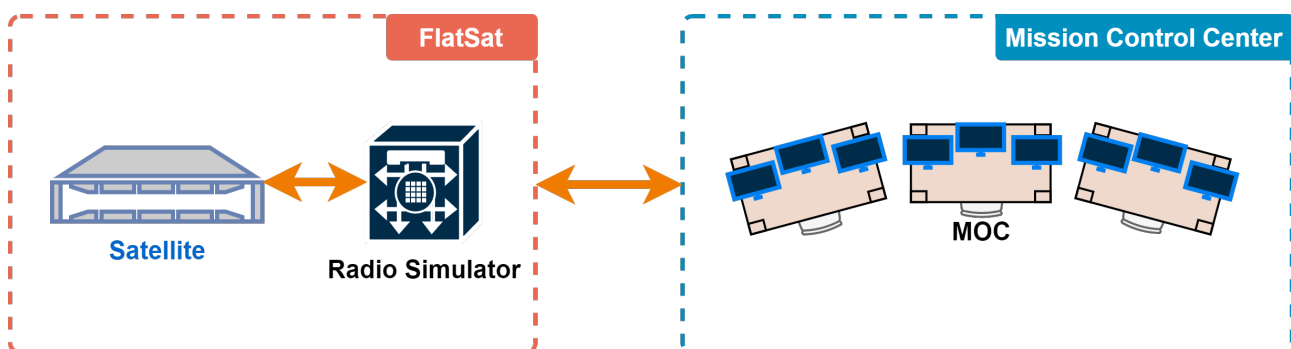 FlatSat
Mission Control Center
Satellite
Radio Simulator
MOC